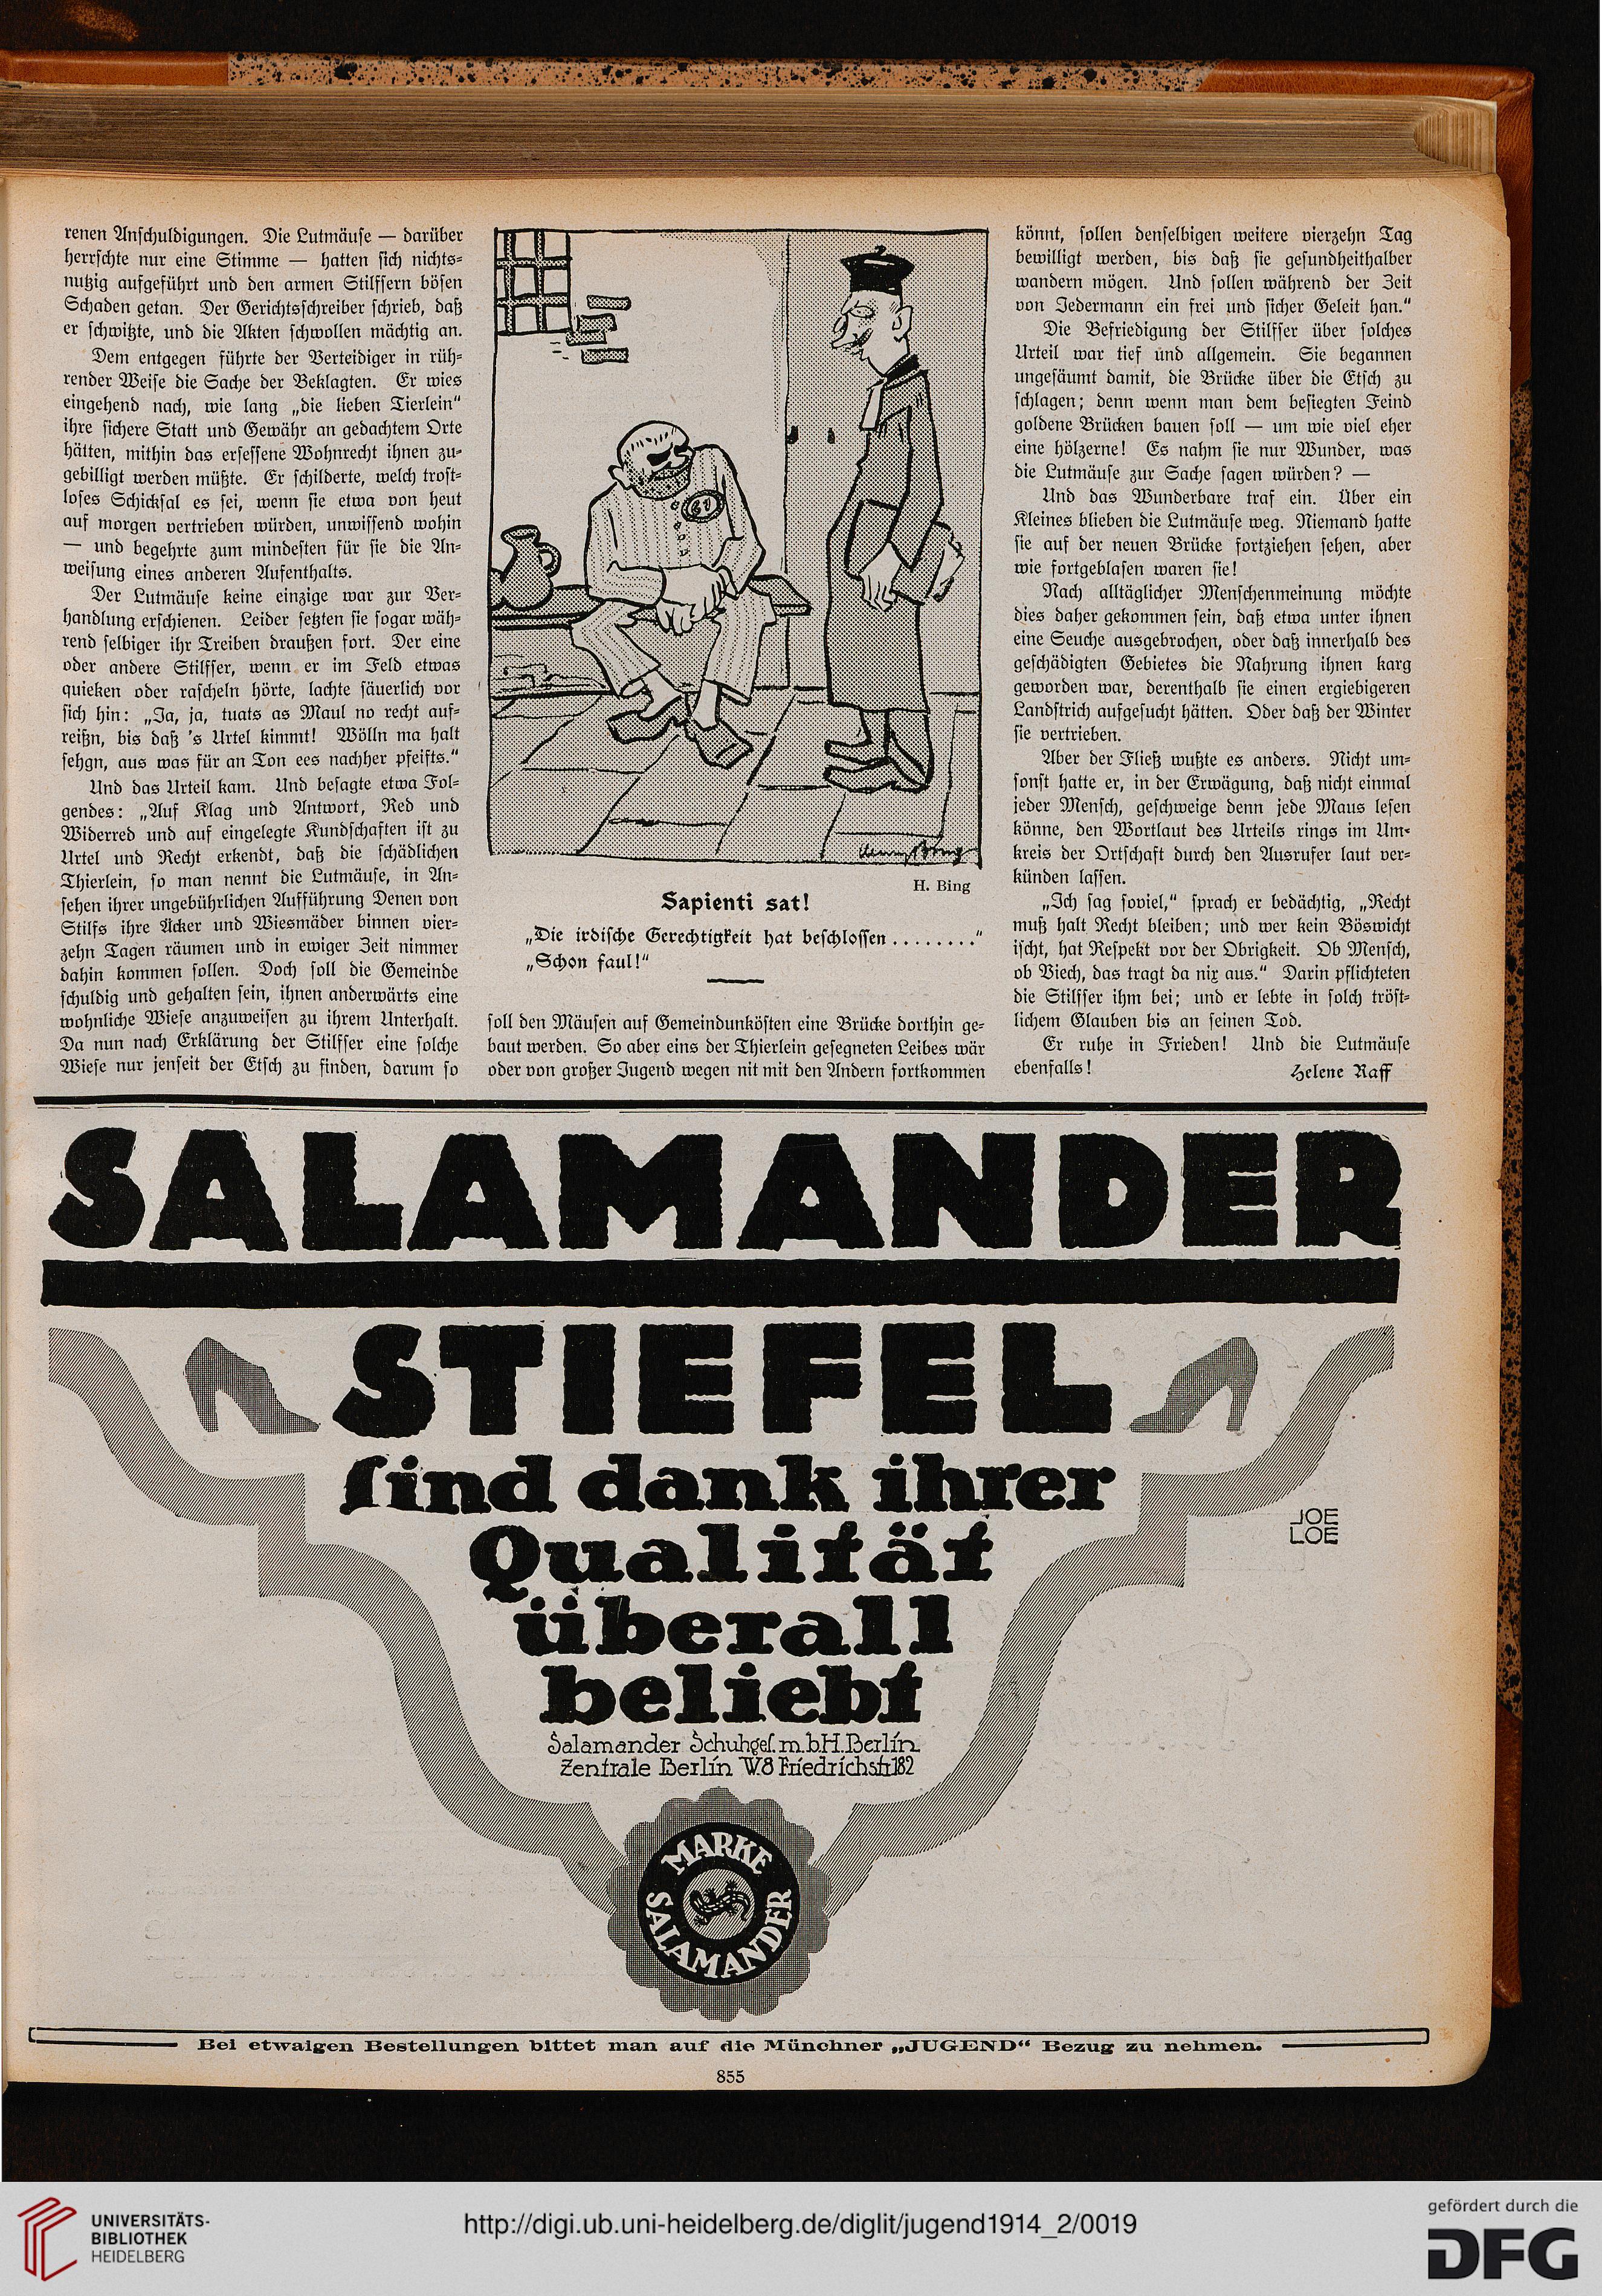 renen Anschuldigungen. Die Lutmäuse — darüber
herrschte nur eine Stimme — hatten sich nichts-
nutzig aufgeführt und den armen Stilfsern bösen
Schaden getan. Der Gerichtsschreiber schrieb, daß
er schwitzte, und die Akten schwollen mächtig an.
Dem entgegen führte der Verteidiger in rüh-
render Weise die Sache der Beklagten. Er wies
eingehend nach, wie lang „die lieben Tierlein“
ihre sichere Statt und Gewähr an gedachtem Orte
hätten, mithin das ersessene Wohnrecht ihnen zu-
gebilligt werden müßte. Er schilderte, welch trost-
loses Schicksal es sei, wenn sie etwa von heut
auf morgen vertrieben würden, unwissend wohin
— und begehrte zum mindesten für sie die An-
weisung eines anderen Aufenthalts.
Der Lutmäuse keine einzige war zur Ver-
handlung erschienen. Leider setzten sie sogar wäh-
rend selbiger ihr Treiben draußen fort. Der eine
oder andere Stilfser, wenn er im Feld etwas
quieken oder rascheln hörte, lachte säuerlich vor
sich hin: „Ja, ja, tuats as Maul no recht auf-
reißn, bis daß 's Urtel kimmt! Wölln ma halt
sehgn, aus was für an Ton ees nachher pfeifts.“
Und das Urteil kam. Und besagte etwa Fol-
gendes: „Auf Klag und Antwort, Red und
Widerred und auf eingelegte Kundschaften ist zu
Urtel und Recht erkendt, daß die schädlichen
Thierlein, so man nennt die Lutmäuse, in An-
sehen ihrer ungebührlichen Aufführung Denen von
Stilfs ihre Äcker und Wiesmäder binnen vier-
zehn Tagen räumen und in ewiger Zeit nimmer
dahin kommen sollen. Doch soll die Gemeinde
schuldig und gehalten sein, ihnen anderwärts eine
wohnliche Wiese anzuweisen zu ihrem Unterhalt.
Da nun nach Erklärung der Stilfser eine solche
Wiese nur jenseit der Etsch zu finden, darum so
61
Henry Bing
H. Bing
Sapienti sat!
„Die irdische Gerechtigkeit hat beschlossen ........“
„Schon faul!“
soll den Mäusen auf Gemeindunkösten eine Brücke dorthin ge-
baut werden. So aber eins der Thierlein gesegneten Leibes wär
oder von großer Jugend wegen nit mit den Andern fortkommen
könnt, sollen denselbigen weitere vierzehn Tag
bewilligt werden, bis daß sie gesundheithalber
wandern mögen. Und sollen während der Zeit
von Jedermann ein frei und sicher Geleit han.“
Die Befriedigung der Stilfser über solches
Urteil war tief und allgemein. Sie begannen
ungesäumt damit, die Brücke über die Etsch zu
schlagen; denn wenn man dem besiegten Feind
goldene Brücken bauen soll — um wie viel eher
eine hölzerne! Es nahm sie nur Wunder, was
die Lutmäuse zur Sache sagen würden? —
Und das Wunderbare traf ein. Über ein
Kleines blieben die Lutmäuse weg. Niemand hatte
sie auf der neuen Brücke fortziehen sehen, aber
wie fortgeblasen waren sie!
Nach alltäglicher Menschenmeinung möchte
dies daher gekommen sein, daß etwa unter ihnen
eine Seuche ausgebrochen, oder daß innerhalb des
geschädigten Gebietes die Nahrung ihnen karg
geworden war, derenthalb sie einen ergiebigeren
Landstrich aufgesucht hätten. Oder daß der Winter
sie vertrieben.
Aber der Fließ wußte es anders. Nicht um-
sonst hatte er, in der Erwägung, daß nicht einmal
jeder Mensch, geschweige denn jede Maus lesen
könne, den Wortlaut des Urteils rings im Um-
kreis der Ortschaft durch den Ausrufer laut ver-
künden lassen.
„Ich sag soviel,“ sprach er bedächtig, „Recht
muß halt Recht bleiben; und wer kein Böswicht
ischt, hat Respekt vor der Obrigkeit. Ob Mensch,
ob Viech, das tragt da nix aus.“ Darin pflichteten
die Stilfser ihm bei; und er lebte in solch tröst-
lichem Glauben bis an seinen Tod.
Er ruhe in Frieden! Und die Lutmäuse
ebenfalls!
Helene Raff
SALAMANDER
STIEFEL
sind dank ihrer
Qualität
überall
beliebt
JOE
LOE
Salamander Schuhges. m.b.H. Berlin
Zentrale Berlin W.8 Friedrichstr. 182
MARKE
SALAMANDER
Bei etwaigen Bestellungen bittet man auf die Münchner „JUGEND“ Bezug zu nehmen.
855
UNIVERSITÄTS-
BIBLIOTHEK
HEIDELBERG
http://digi.ub.uni-heidelberg.de/diglit/jugend1914_2/0019
gefördert durch die
DFG